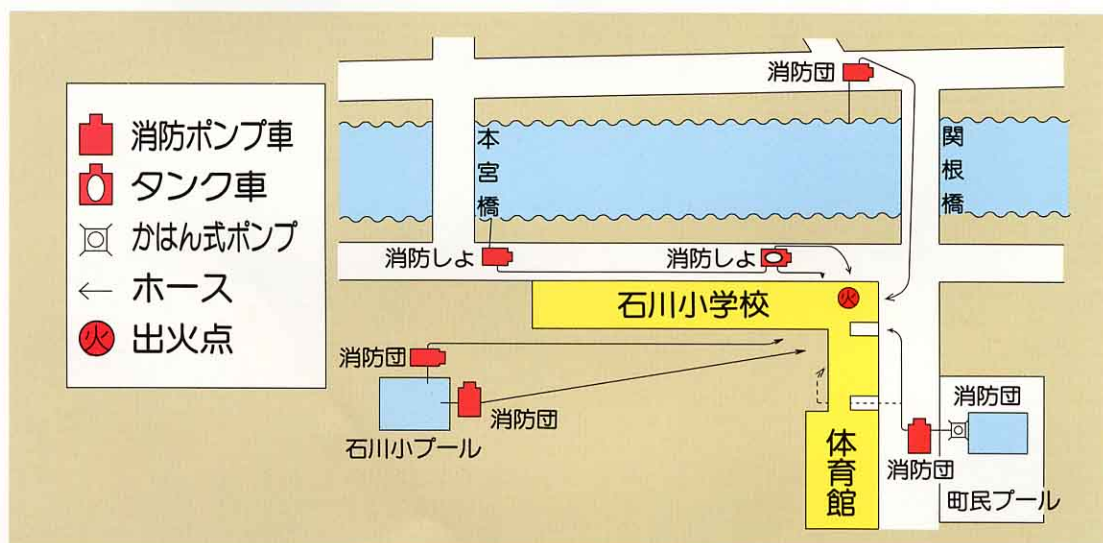 消防ポンプ車
タンク車
かはん式ポンプ
ホース
火 出火点
消防団
本宮橋
関根橋
消防しょ
消防しょ
石川小学校
火
消防団
消防団
石川小プール
体育館
消防団
消防団
町民プール